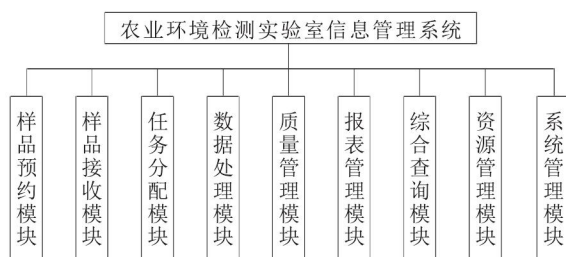 农业环境检测实验室信息管理系统
样品预约模块
样品接收模块
任务分配模块
数据处理模块
质量管理模块
报表管理模块
综合查询模块
资源管理模块
系统管理模块